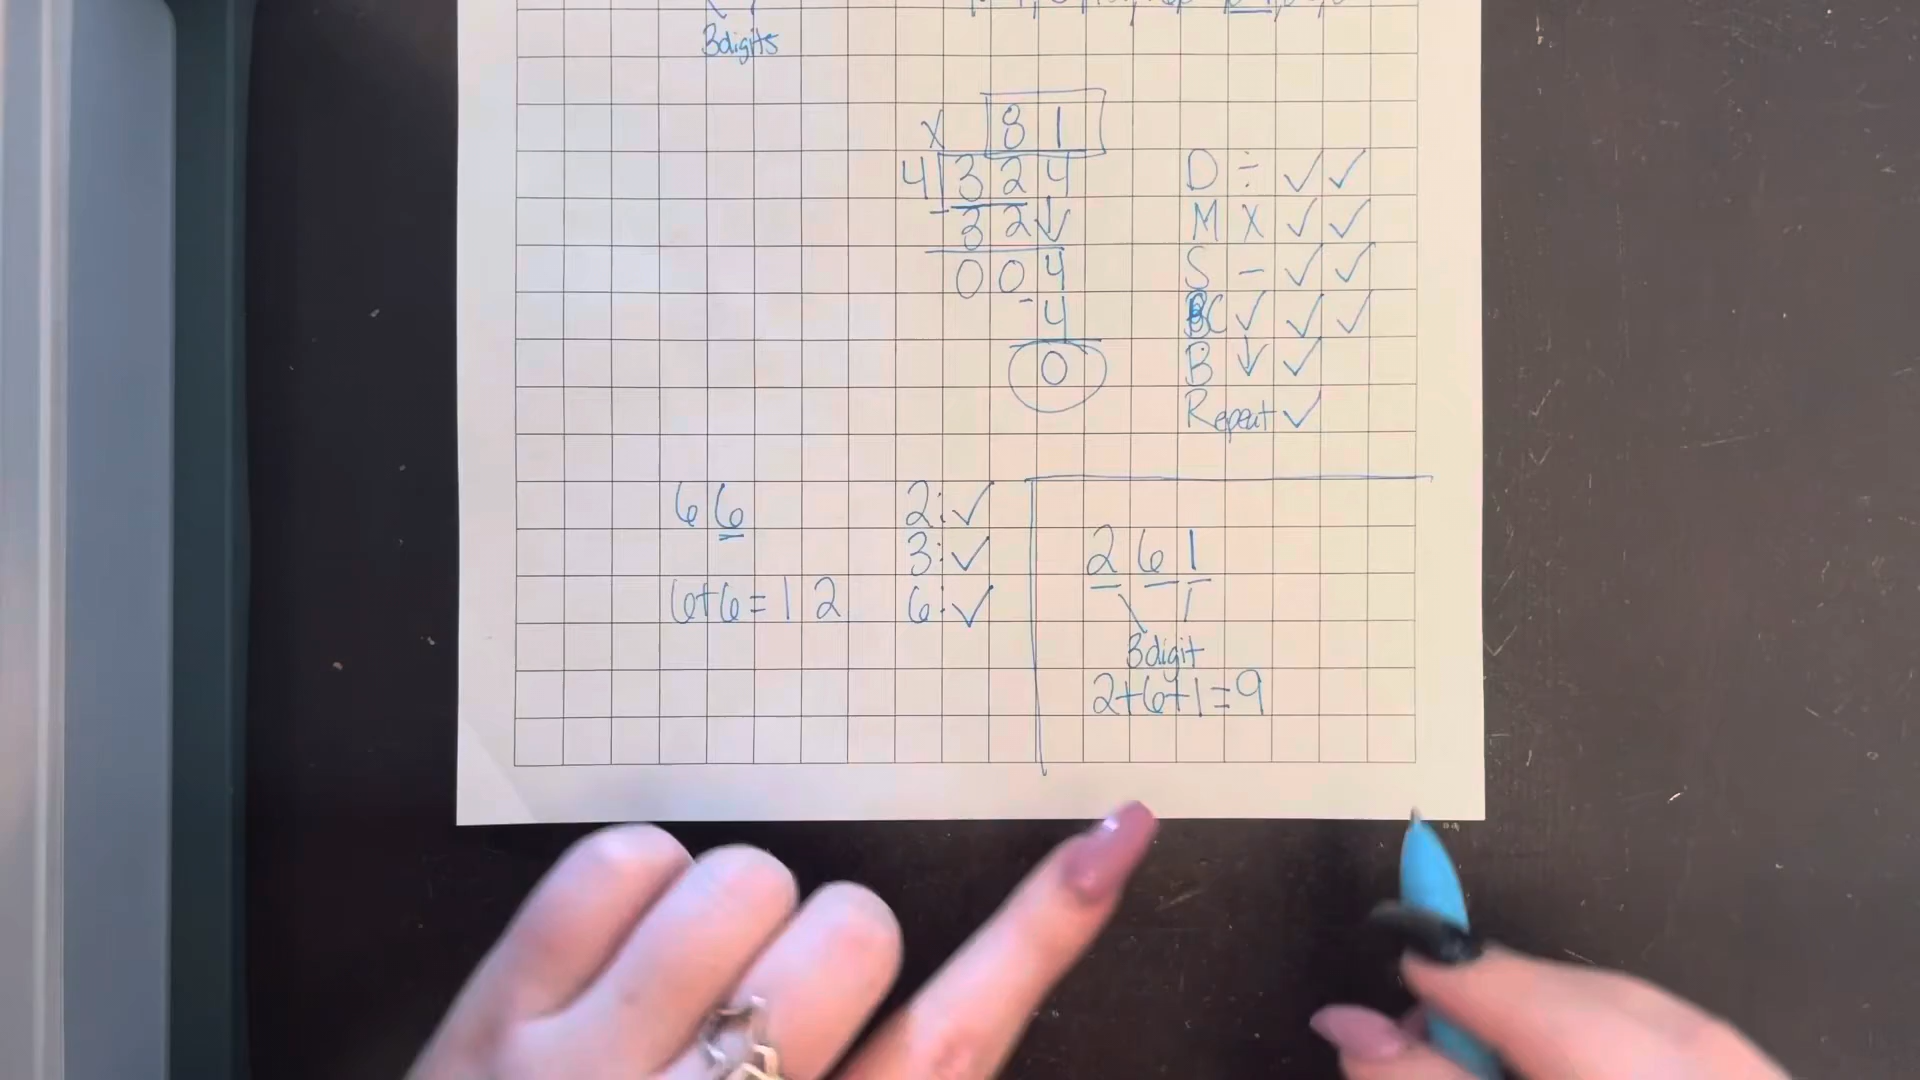 3digits
X 81
4 324 D ÷ ✓ ✓
- 32↓ M X ✓ ✓
004 S - ✓ ✓
- 4 BC ✓ ✓ ✓
0 B ↓ ✓
Repeat ✓
66 2: ✓
3: ✓
6+6=12 6: ✓
261
3digit
2+6+1=9